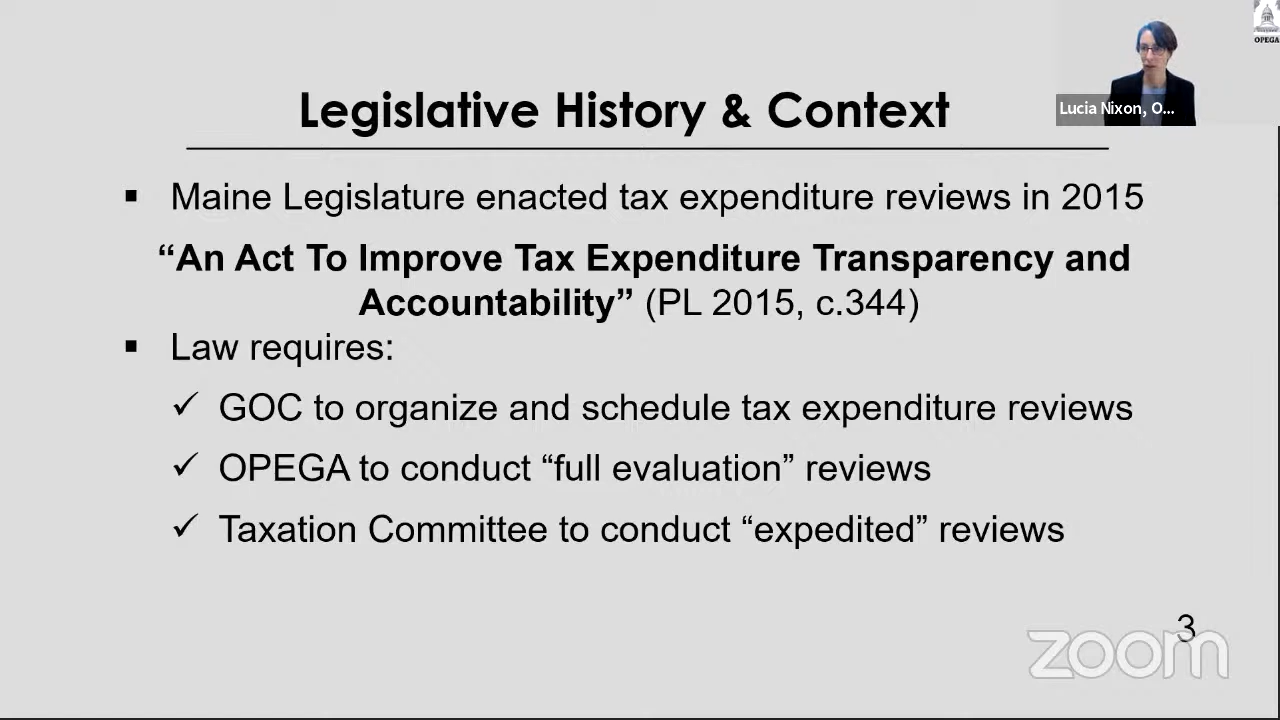 OPEGA
Lucia Nixon, O...
Legislative History & Context
▪ Maine Legislature enacted tax expenditure reviews in 2015
“An Act To Improve Tax Expenditure Transparency and
Accountability” (PL 2015, c.344)
▪ Law requires:
✓ GOC to organize and schedule tax expenditure reviews
✓ OPEGA to conduct “full evaluation” reviews
✓ Taxation Committee to conduct “expedited” reviews
3
zoom